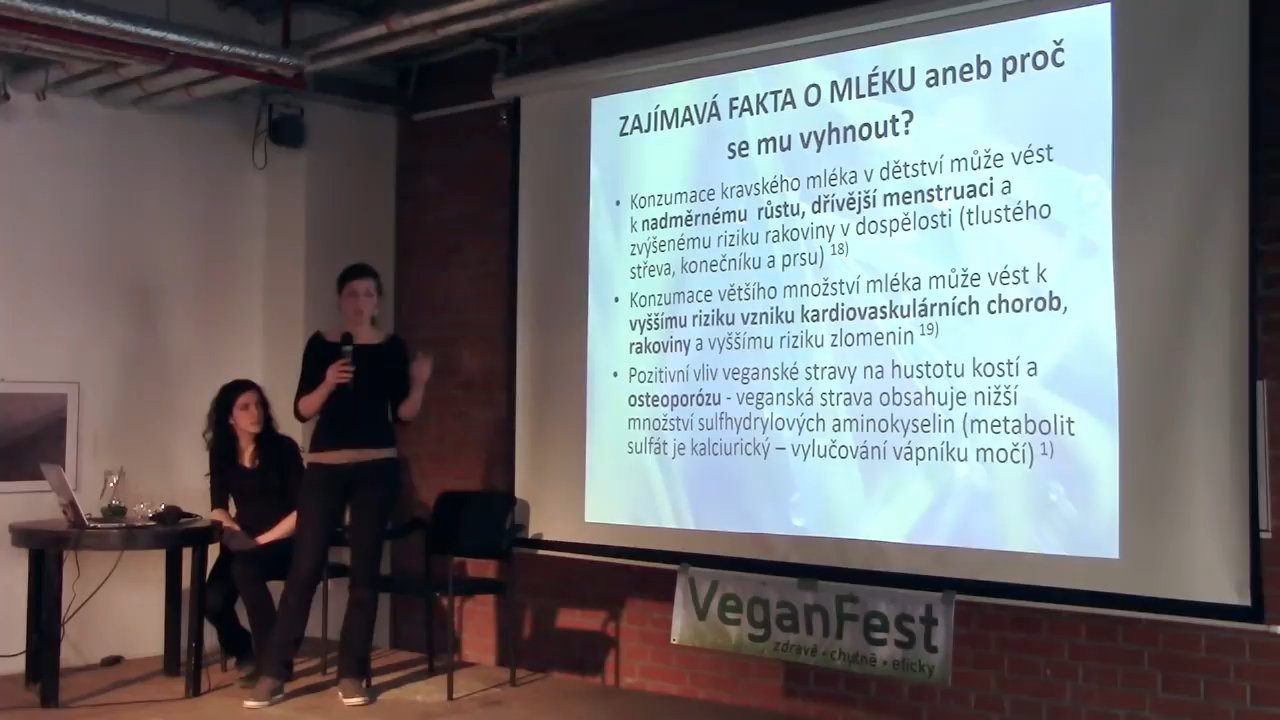 ZAJÍMAVÁ FAKTA O MLÉKU aneb proč
se mu vyhnout?
• Konzumace kravského mléka v dětství může vést
k nadměrnému růstu, dřívější menstruaci a
zvýšenému riziku rakoviny v dospělosti (tlustého
střeva, konečníku a prsu) 18)
• Konzumace většího množství mléka může vést k
vyššímu riziku vzniku kardiovaskulárních chorob,
rakoviny a vyššímu riziku zlomenin 19)
• Pozitivní vliv veganské stravy na hustotu kostí a
osteoporózu - veganská strava obsahuje nižší
množství sulfhydrylových aminokyselin (metabolit
sulfát je kalciurický – vylučování vápníku močí) 1)
VeganFest
zdravě • chutně • eticky